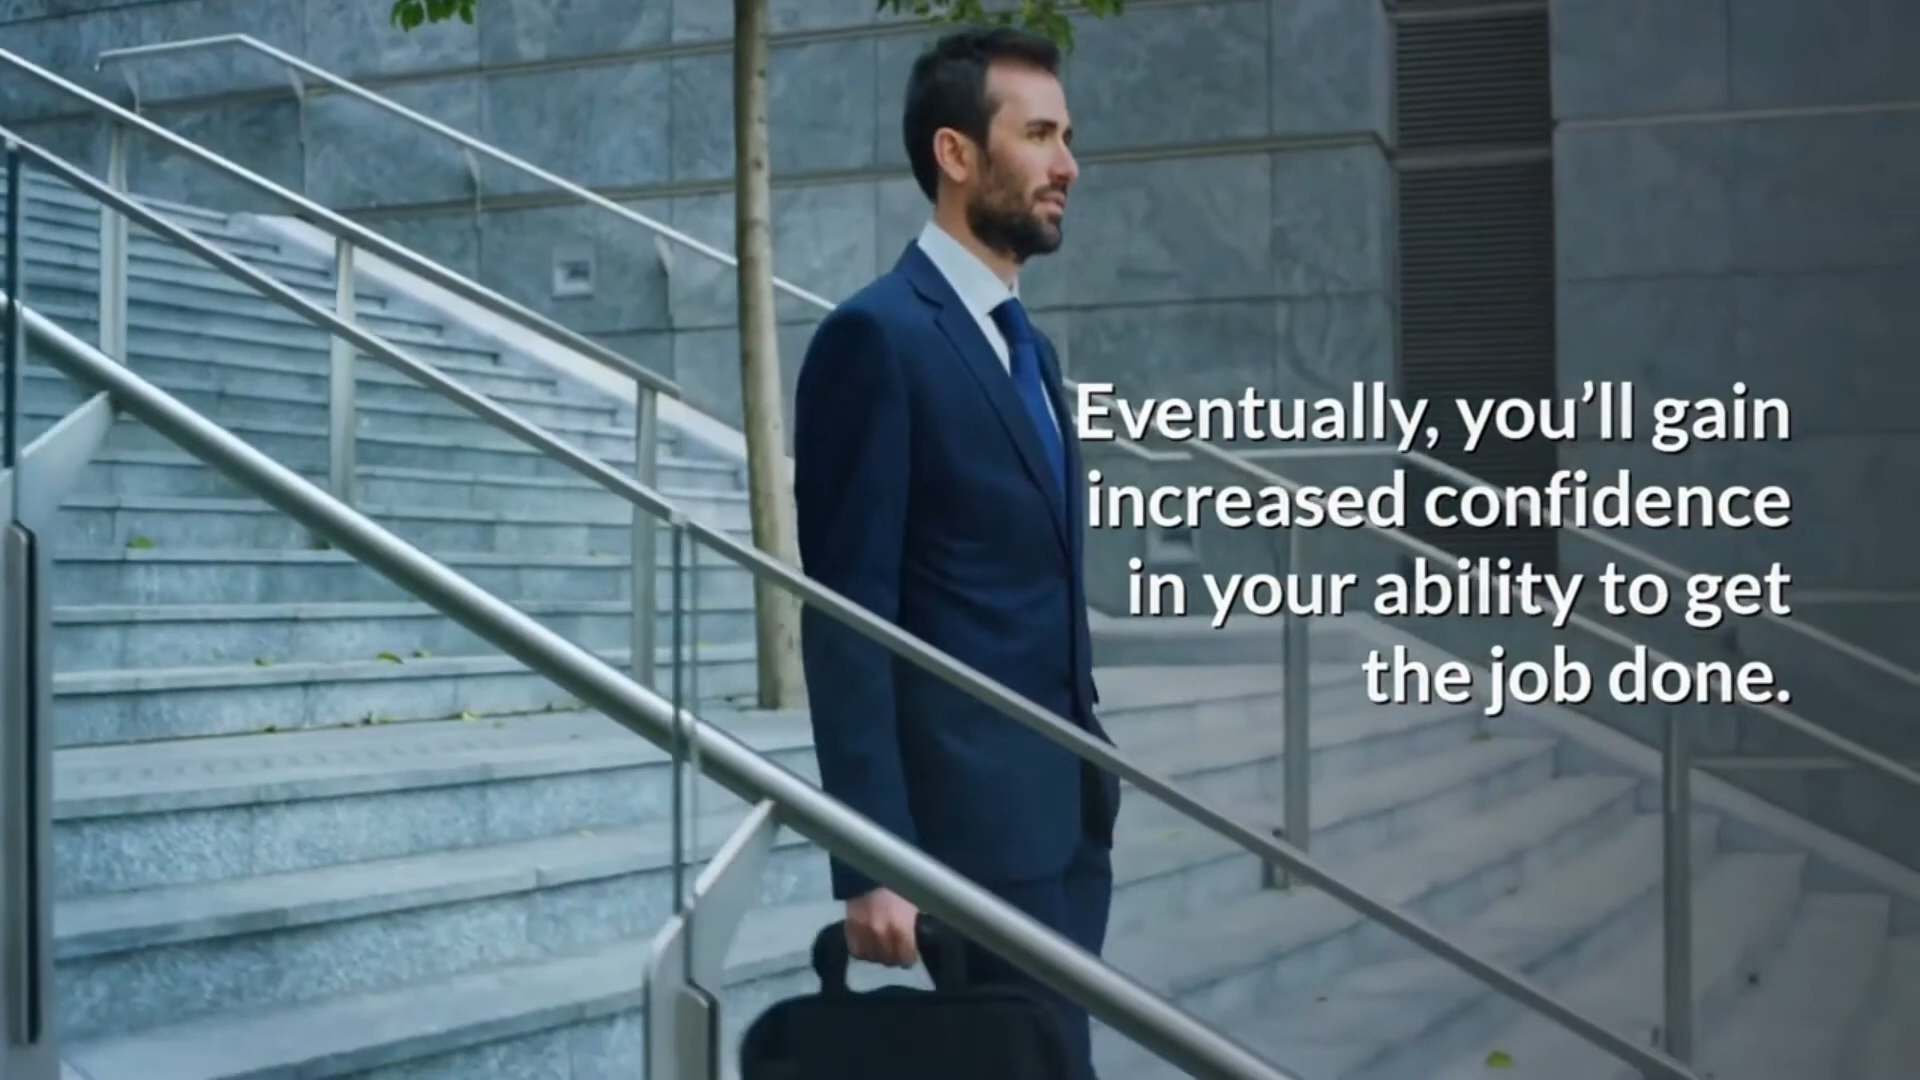 Eventually, you’ll gain
increased confidence
in your ability to get
the job done.